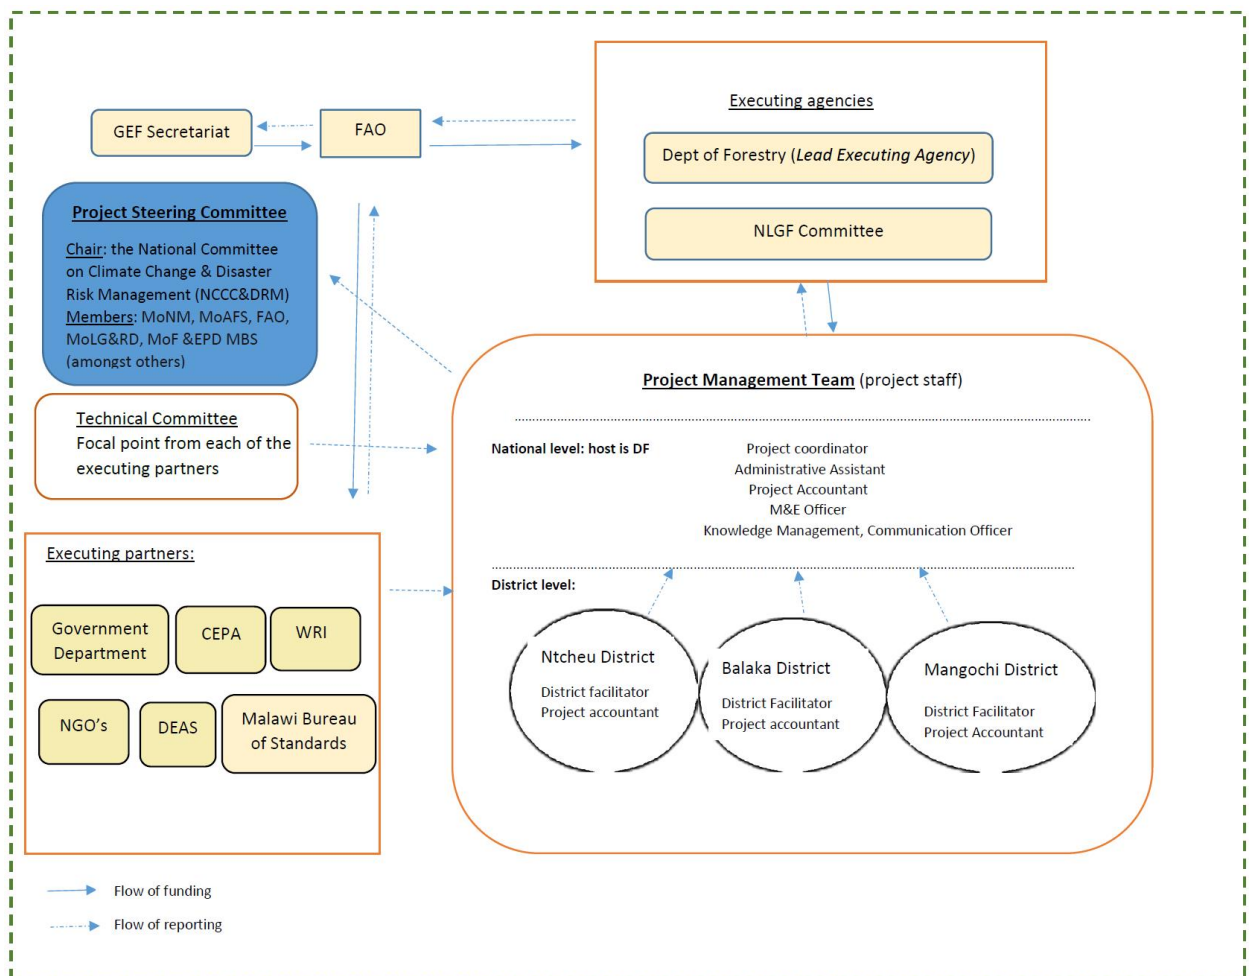 Executing agencies
GEF Secretariat
FAO
Dept of Forestry (Lead Executing Agency)
NLGF Committee
Project Steering Committee
Chair: the National Committee
on Climate Change & Disaster
Risk Management (NCCC&DRM)
Members: MoNM, MoAFS, FAO,
MoLG&RD, MoF &EPD MBS
(amongst others)
Technical Committee
Focal point from each of the
executing partners
Project Management Team (project staff)
National level: host is DF
Project coordinator
Administrative Assistant
Project Accountant
M&E Officer
Knowledge Management, Communication Officer
District level:
Ntcheu District
District facilitator
Project accountant
Balaka District
District Facilitator
Project accountant
Mangochi District
District Facilitator
Project Accountant
Executing partners:
Government
Department
CEPA
WRI
NGO's
DEAS
Malawi Bureau
of Standards
Flow of funding
Flow of reporting